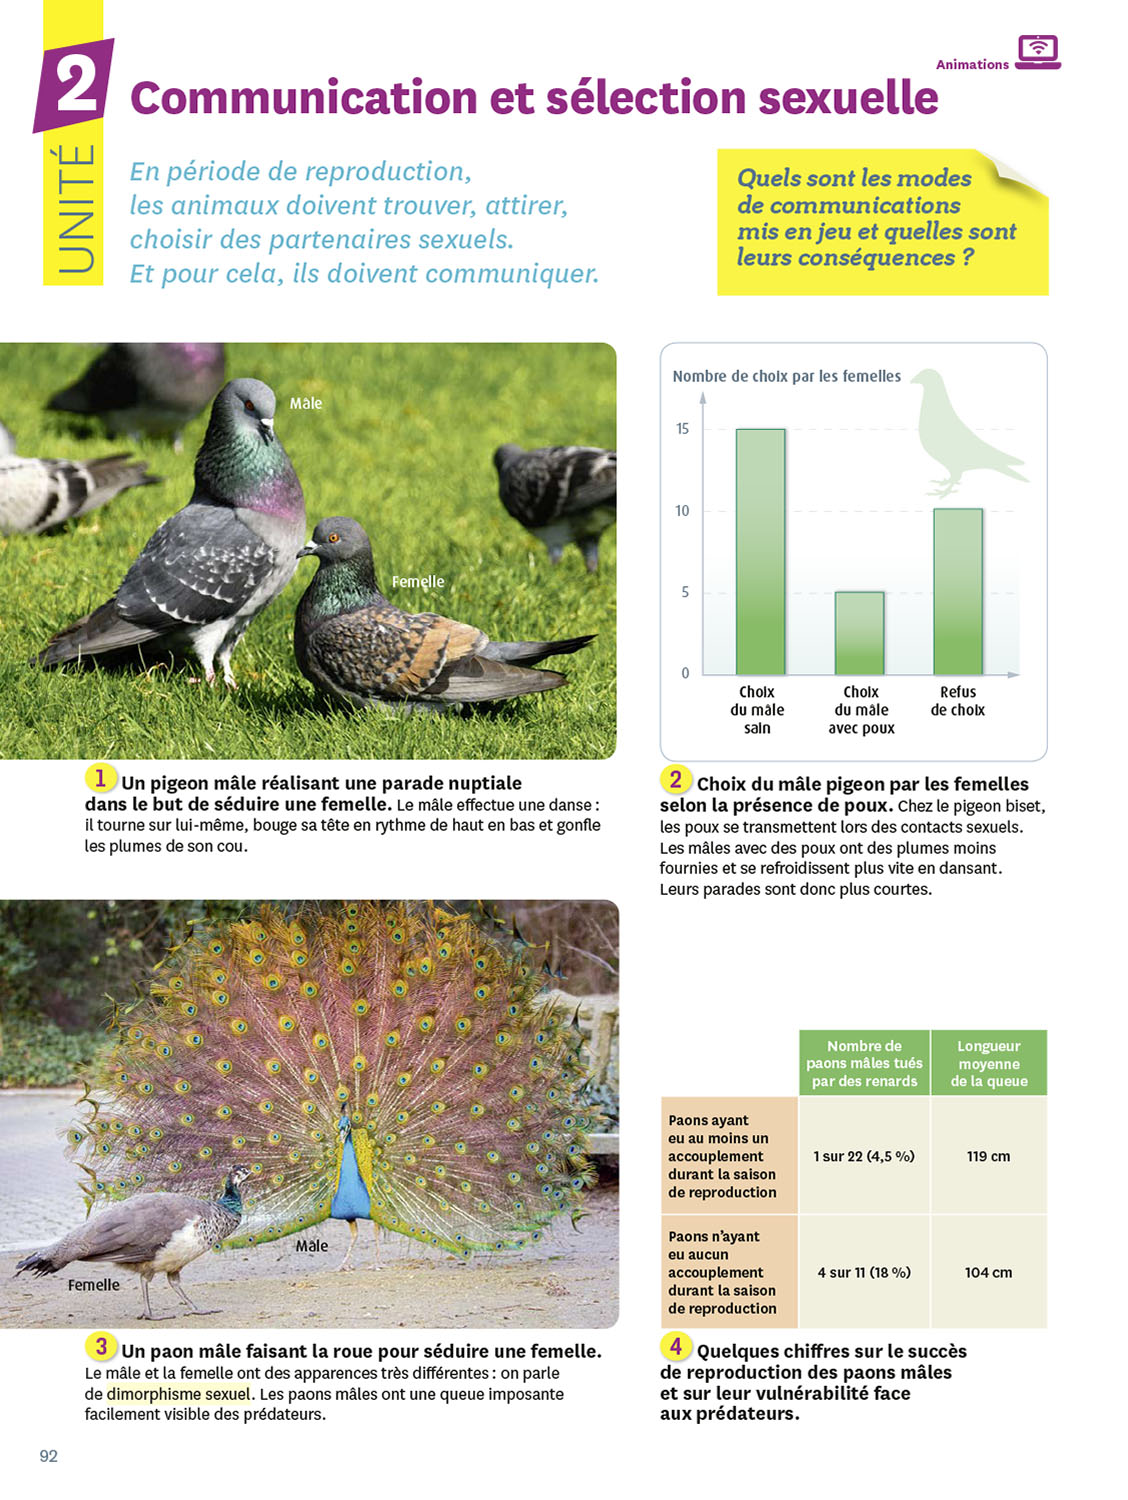 Animations
2
UNITÉ
Communication et sélection sexuelle
En période de reproduction,
les animaux doivent trouver, attirer,
choisir des partenaires sexuels.
Et pour cela, ils doivent communiquer.
Quels sont les modes
de communications
mis en jeu et quelles sont
leurs conséquences ?
Mâle
Femelle
Nombre de choix par les femelles
15
10
5
0
Choix
du mâle
sain
Choix
du mâle
avec poux
Refus
de choix
1 Un pigeon mâle réalisant une parade nuptiale
dans le but de séduire une femelle. Le mâle effectue une danse :
il tourne sur lui-même, bouge sa tête en rythme de haut en bas et gonfle
les plumes de son cou.
2 Choix du mâle pigeon par les femelles
selon la présence de poux. Chez le pigeon biset,
les poux se transmettent lors des contacts sexuels.
Les mâles avec des poux ont des plumes moins
fournies et se refroidissent plus vite en dansant.
Leurs parades sont donc plus courtes.
Mâle
Femelle
Nombre de
paons mâles tués
par des renards
Longueur
moyenne
de la queue
Paons ayant
eu au moins un
accouplement
durant la saison
de reproduction
1 sur 22 (4,5 %)
119 cm
Paons n'ayant
eu aucun
accouplement
durant la saison
de reproduction
4 sur 11 (18 %)
104 cm
3 Un paon mâle faisant la roue pour séduire une femelle.
Le mâle et la femelle ont des apparences très différentes : on parle
de dimorphisme sexuel. Les paons mâles ont une queue imposante
facilement visible des prédateurs.
4 Quelques chiffres sur le succès
de reproduction des paons mâles
et sur leur vulnérabilité face
aux prédateurs.
92